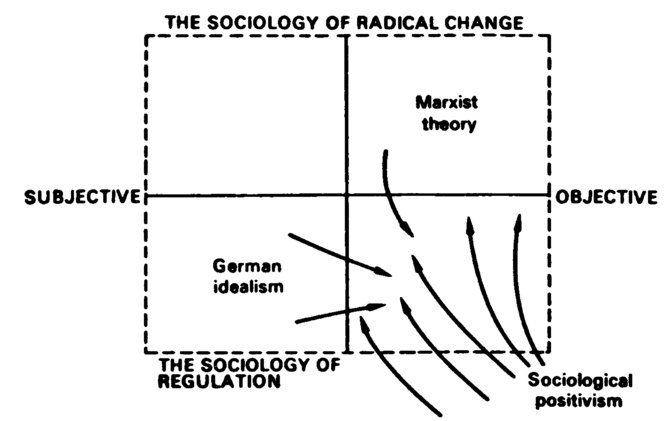 THE SOCIOLOGY OF RADICAL CHANGE
Marxist
theory
SUBJECTIVE
OBJECTIVE
German
idealism
THE SOCIOLOGY OF
REGULATION
Sociological
positivism